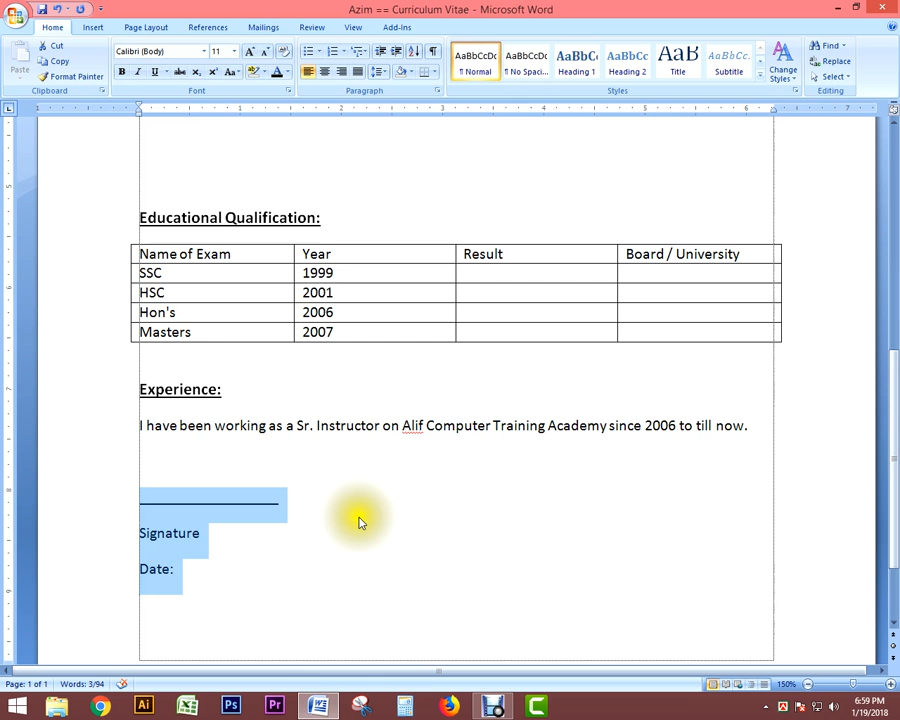 Azim == Curriculum Vitae - Microsoft Word
Home Insert Page Layout References Mailings Review View Add-Ins
Paste
Cut
Copy
Format Painter
Clipboard
Calibri (Body) 11
Font
Paragraph
AaBbCcDc AaBbCcDc AaBbC AaBbCc AaB AaBbCc.
¶ Normal ¶ No Spaci... Heading 1 Heading 2 Title Subtitle
Change Styles
Styles
Find
Replace
Select
Editing
Educational Qualification:
Name of Exam Year Result Board / University
SSC 1999
HSC 2001
Hon's 2006
Masters 2007
Experience:
I have been working as a Sr. Instructor on Alif Computer Training Academy since 2006 to till now.
Signature
Date:
Page: 1 of 1 Words: 3/94 150%
6:59 PM
1/19/2018